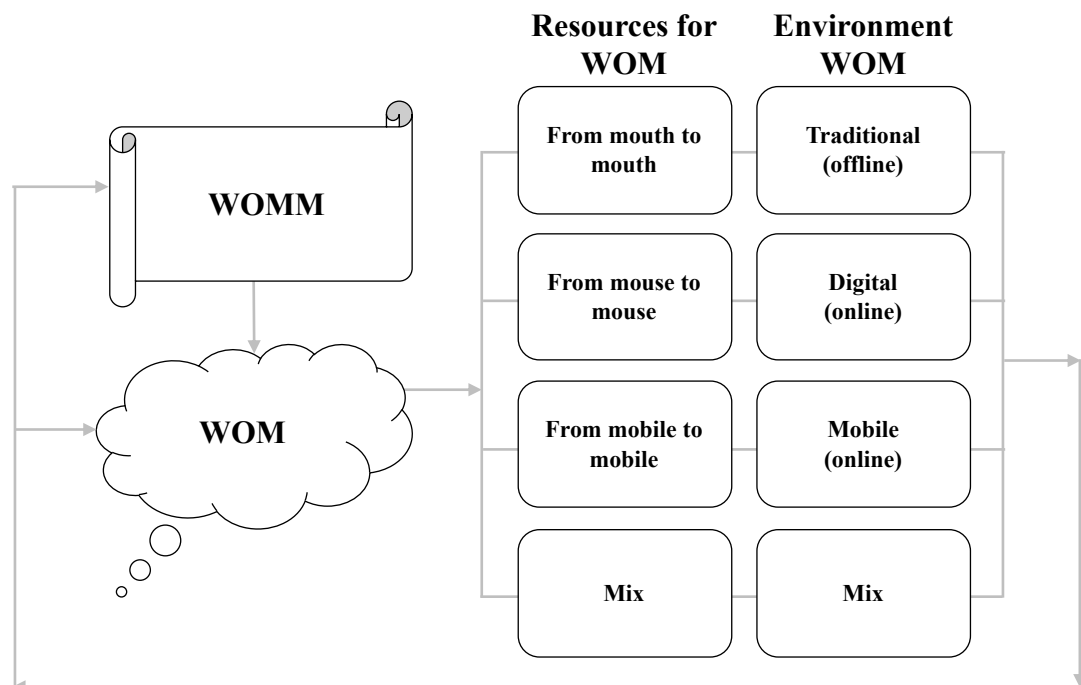 Resources for
WOM
Environment
WOM
WOMM
WOM
From mouth to
mouth
Traditional
(offline)
From mouse to
mouse
Digital
(online)
From mobile to
mobile
Mobile
(online)
Mix
Mix